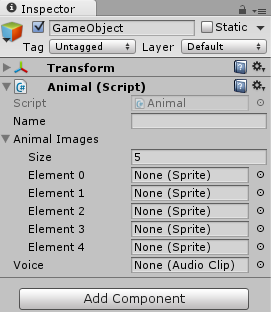 Inspector
GameObject Static
Tag Untagged Layer Default
Transform
Animal (Script)
Script Animal
Name
Animal Images
Size 5
Element 0 None (Sprite)
Element 1 None (Sprite)
Element 2 None (Sprite)
Element 3 None (Sprite)
Element 4 None (Sprite)
Voice None (Audio Clip)
Add Component